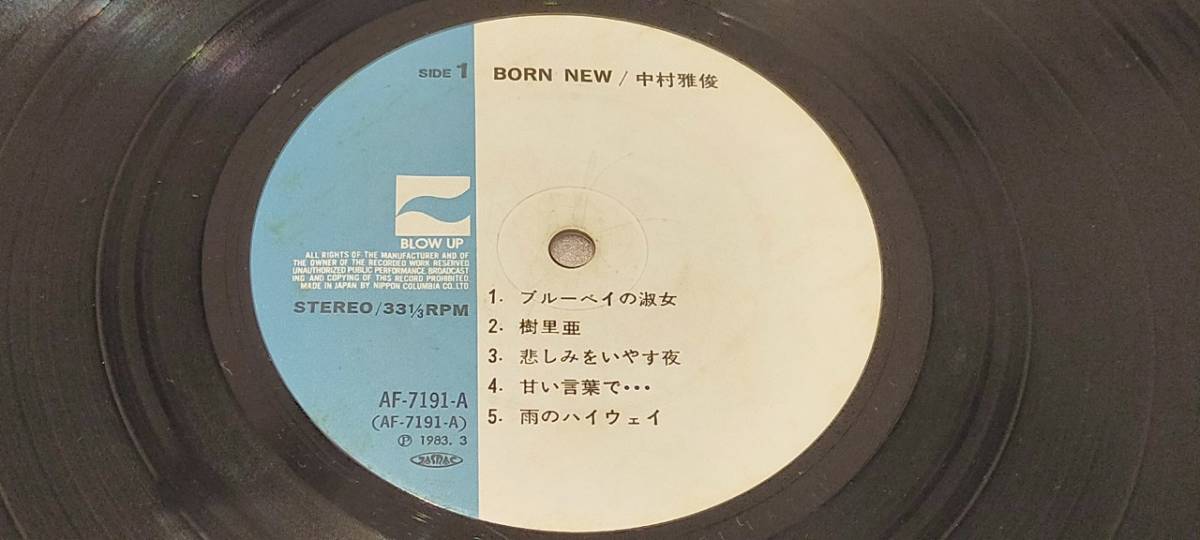 SIDE 1
BORN NEW / 中村雅俊
BLOW UP
ALL RIGHTS OF THE MANUFACTURER AND OF
THE OWNER OF THE RECORDED WORK RESERVED
UNAUTHORIZED PUBLIC PERFORMANCE BROADCAST
ING AND COPYING OF THIS RECORD PROHIBITED
MADE IN JAPAN BY NIPPON COLUMBIA CO.,LTD
STEREO/33⅓RPM
1. ブルーベイの淑女
2. 樹里亜
3. 悲しみをいやす夜
4. 甘い言葉で・・・
5. 雨のハイウェイ
AF-7191-A
(AF-7191-A)
Ⓟ 1983. 3